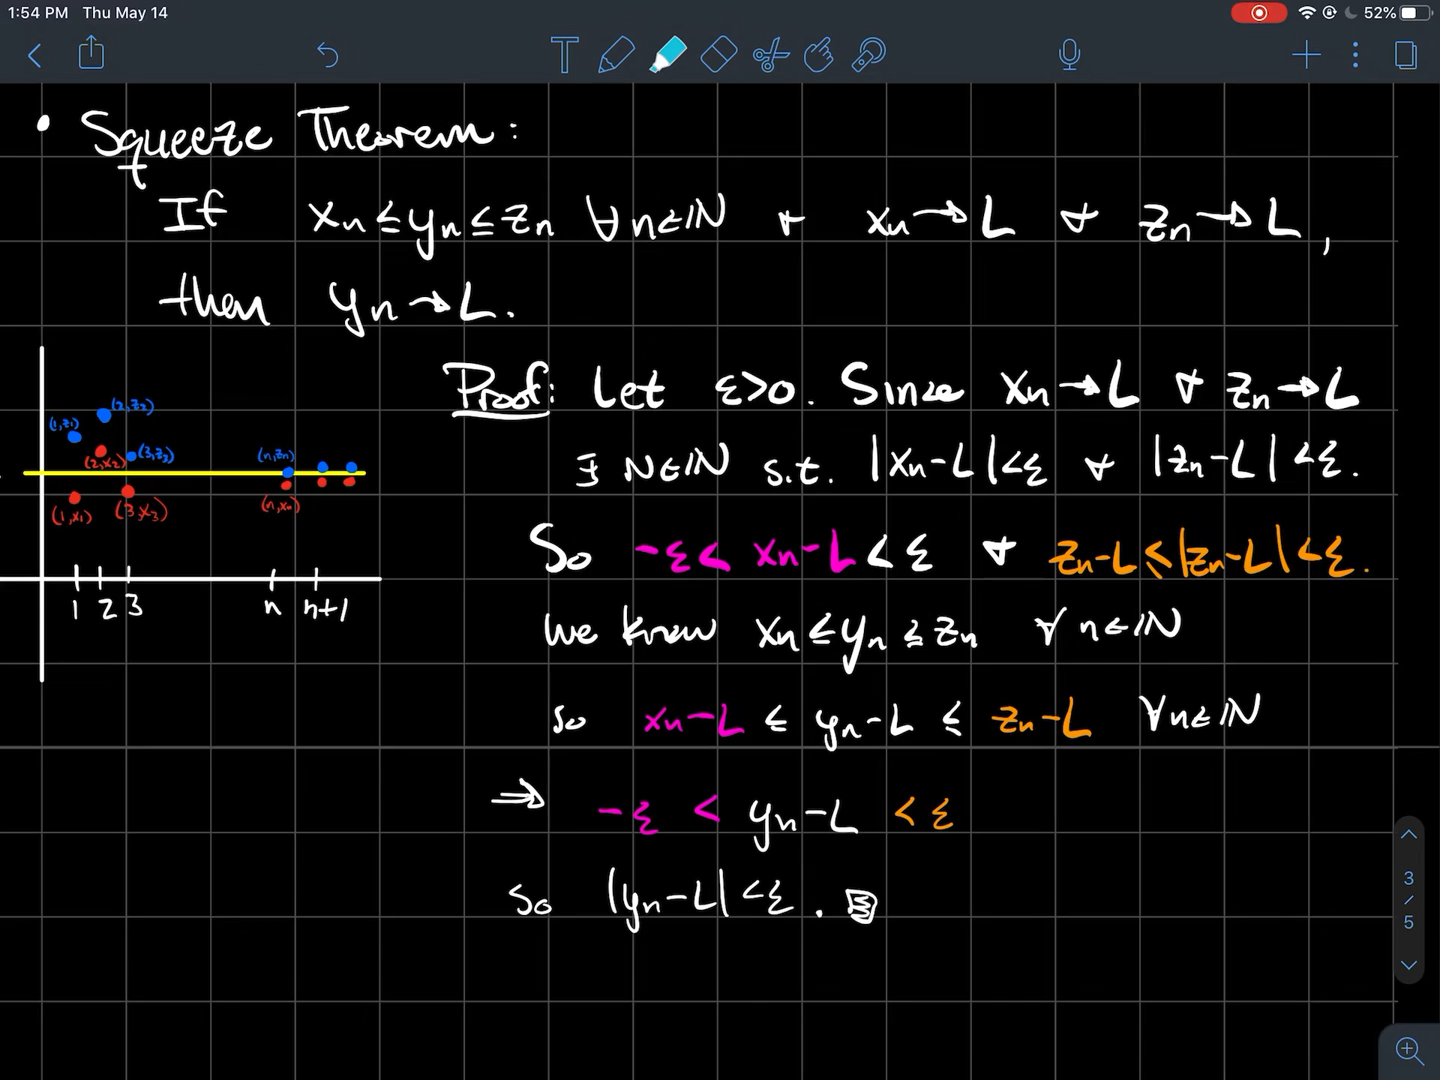 1:54 PM Thu May 14 52%
• Squeeze Theorem:
If xn ≤ yn ≤ zn ∀n∈ℕ & xn → L & zn → L,
then yn → L.
Proof: Let ε>0. Since xn → L & zn → L
∃ N∈ℕ s.t. |xn-L|<ε & |zn-L|<ε.
So -ε < xn-L < ε & zn-L ≤ |zn-L| < ε.
we know xn ≤ yn ≤ zn ∀ n∈ℕ
so xn-L ≤ yn-L ≤ zn-L ∀n∈ℕ
⇒ -ε < yn-L < ε
so |yn-L| < ε.
(2,z2)
(1,z1)
(3,z3) (n,zn)
(2,x2)
(1,x1) (3,x3) (n,xn)
1 2 3 n n+1
3
/
5